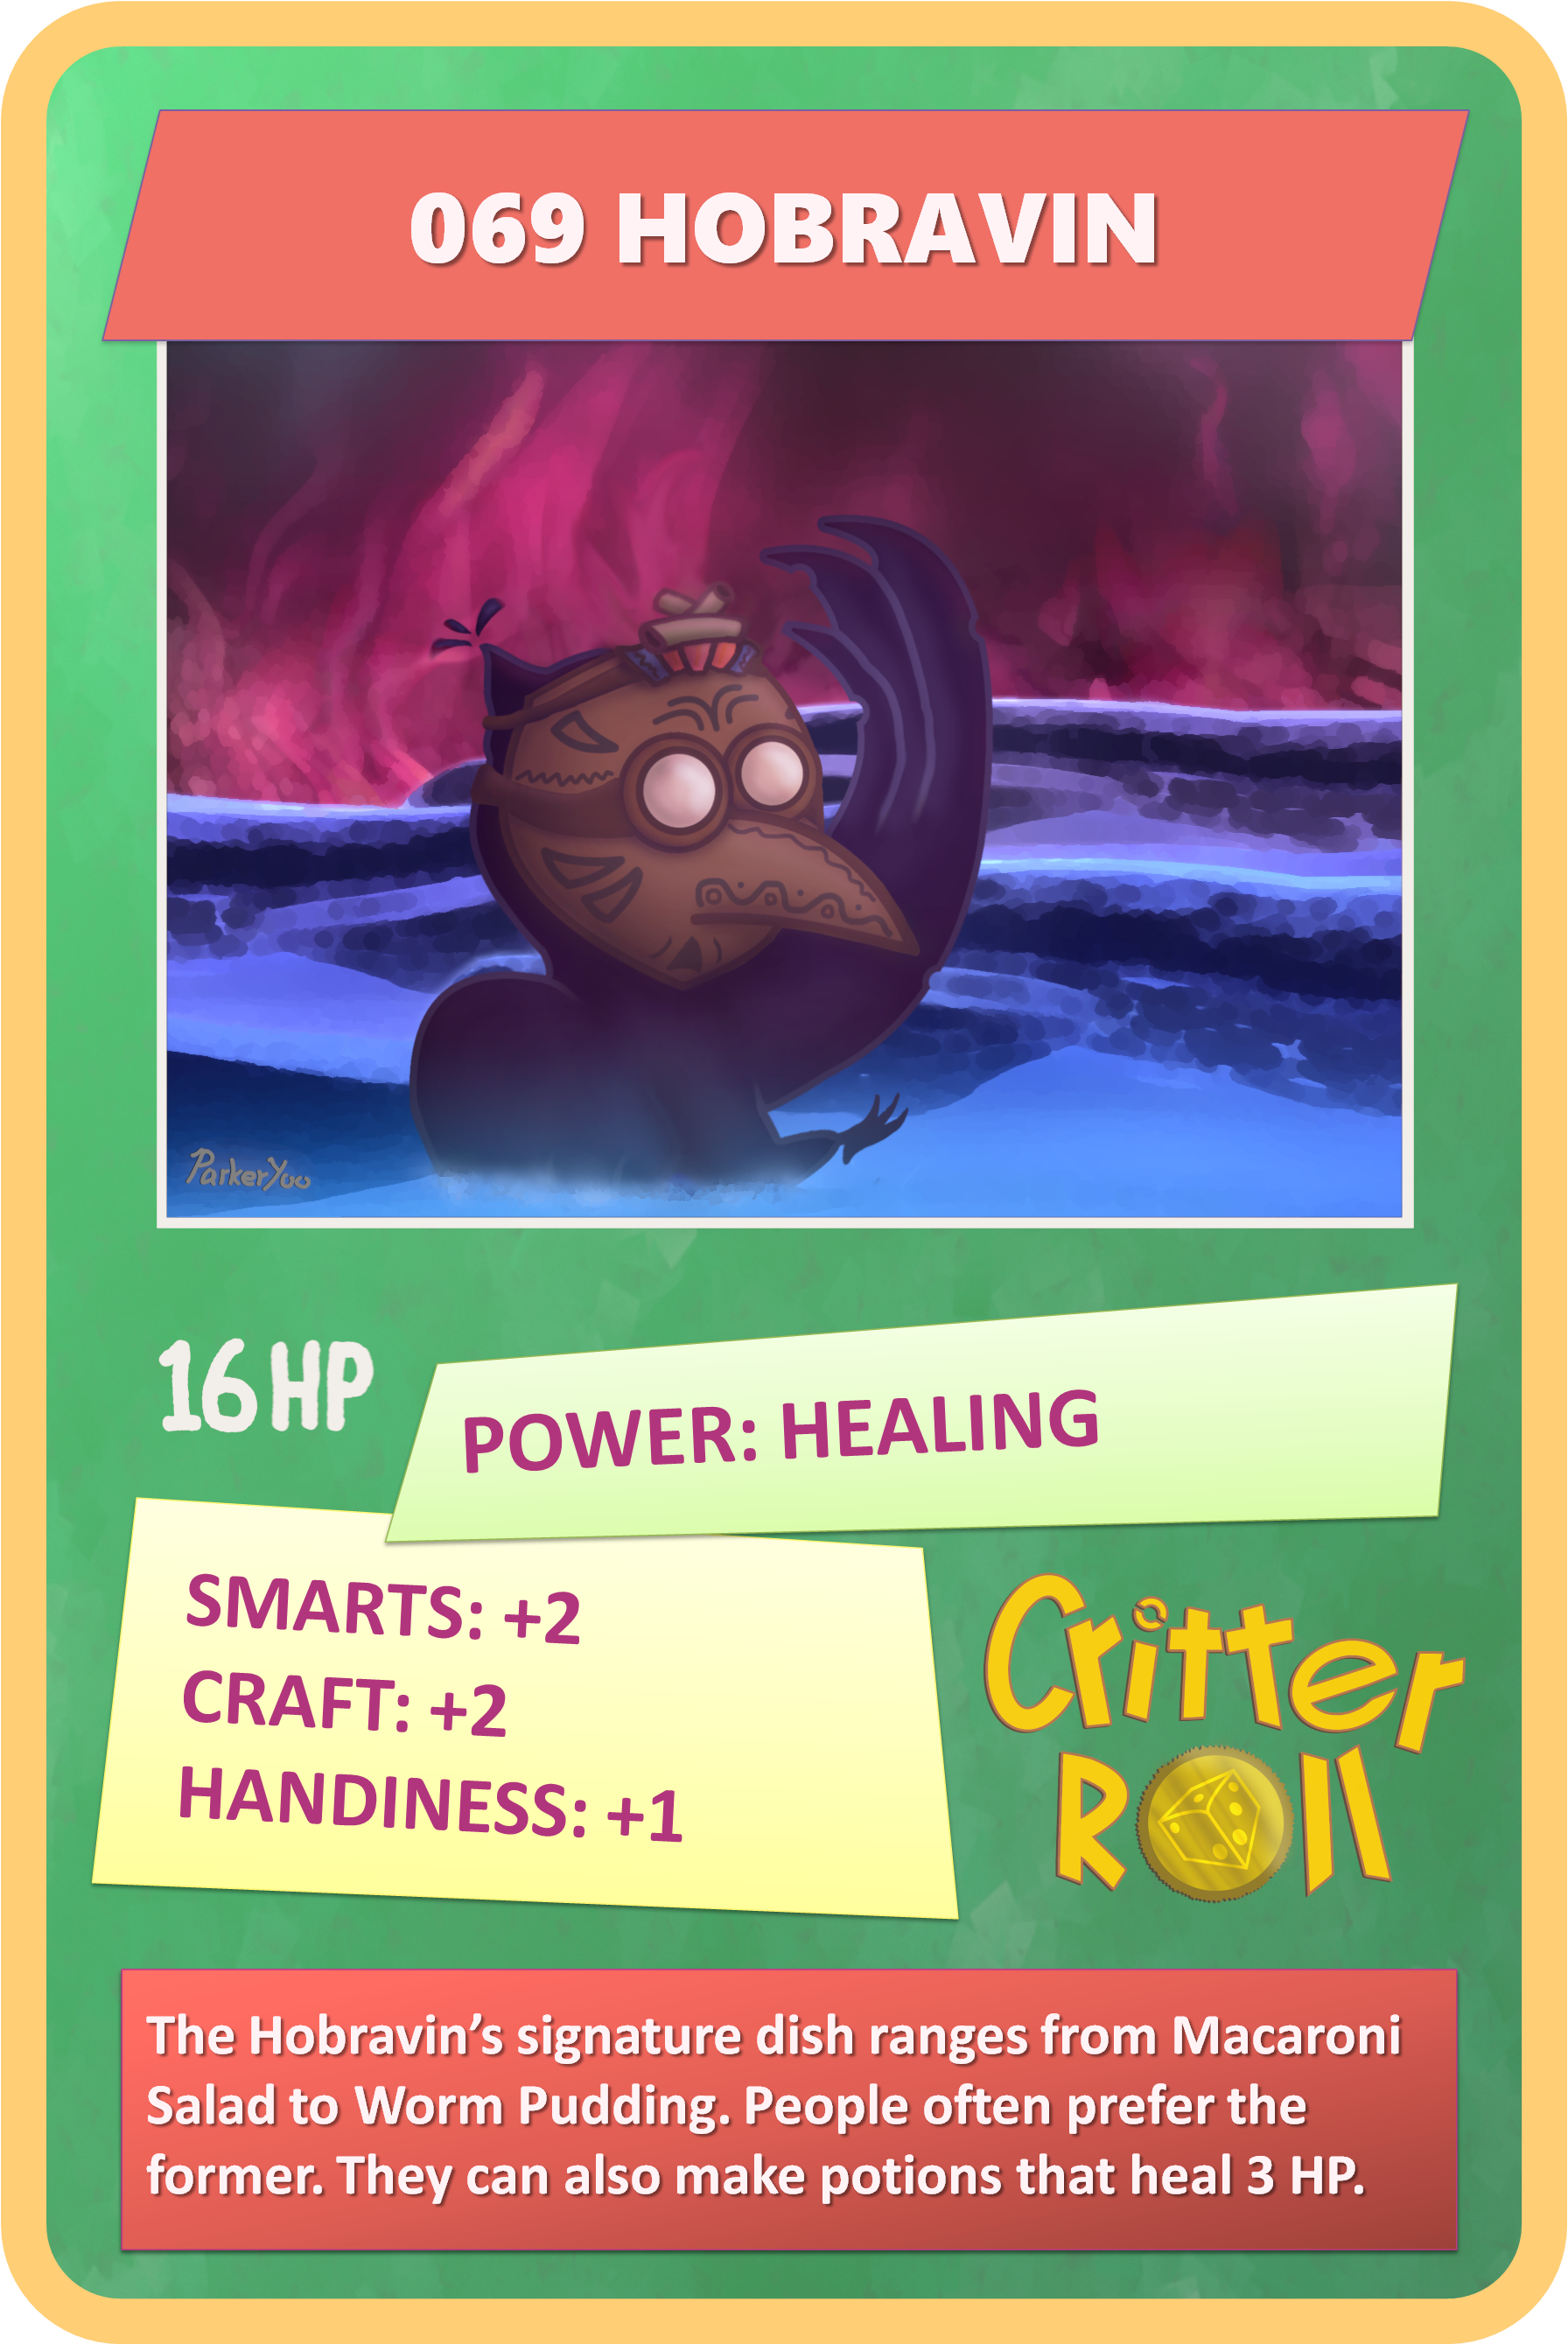 069 HOBRAVIN
ParkerYoo
16 HP
POWER: HEALING
SMARTS: +2
CRAFT: +2
HANDINESS: +1
Critter
Roll
The Hobravin’s signature dish ranges from Macaroni
Salad to Worm Pudding. People often prefer the
former. They can also make potions that heal 3 HP.